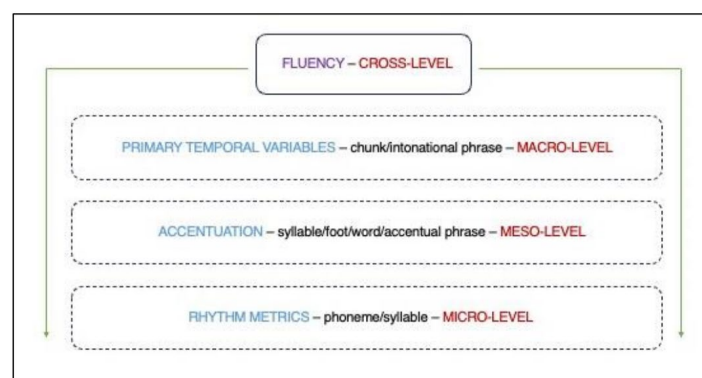 FLUENCY – CROSS-LEVEL
PRIMARY TEMPORAL VARIABLES – chunk/intonational phrase – MACRO-LEVEL
ACCENTUATION – syllable/foot/word/accentual phrase – MESO-LEVEL
RHYTHM METRICS – phoneme/syllable – MICRO-LEVEL